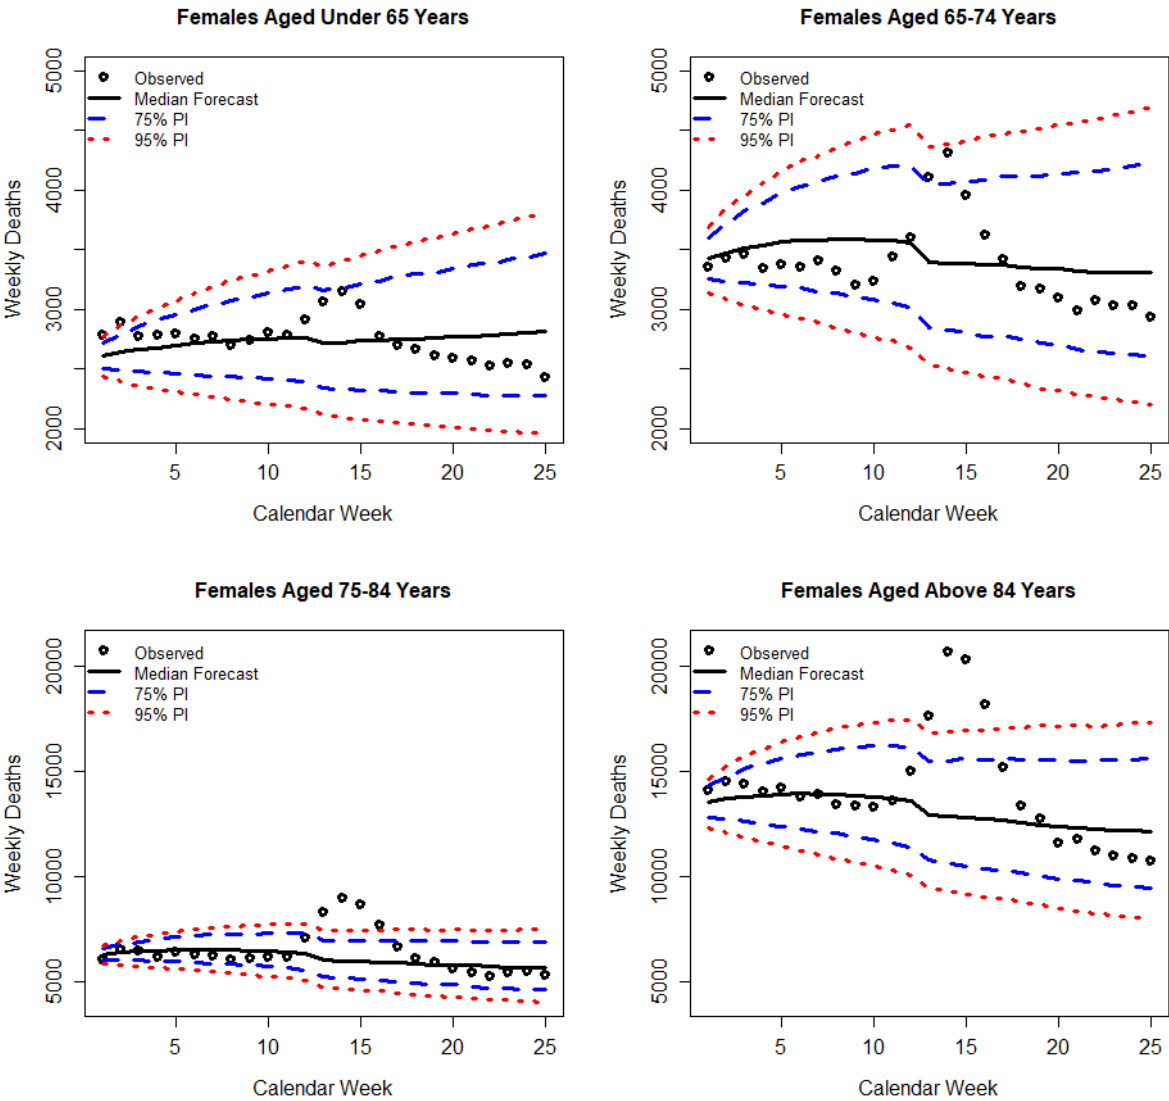 Females Aged Under 65 Years
Weekly Deaths
5000
4000
3000
2000
Observed
Median Forecast
75% PI
95% PI
5 10 15 20 25
Calendar Week
Females Aged 65-74 Years
Weekly Deaths
5000
4000
3000
2000
Observed
Median Forecast
75% PI
95% PI
5 10 15 20 25
Calendar Week
Females Aged 75-84 Years
Weekly Deaths
20000
15000
10000
5000
Observed
Median Forecast
75% PI
95% PI
5 10 15 20 25
Calendar Week
Females Aged Above 84 Years
Weekly Deaths
20000
15000
10000
5000
Observed
Median Forecast
75% PI
95% PI
5 10 15 20 25
Calendar Week